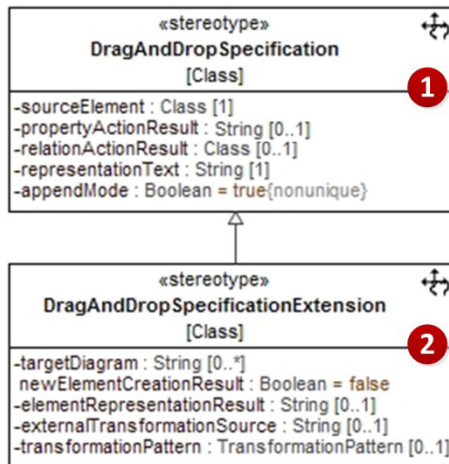 «stereotype»
DragAndDropSpecification
[Class]
1
-sourceElement : Class [1]
-propertyActionResult : String [0..1]
-relationActionResult : Class [0..1]
-representationText : String [1]
-appendMode : Boolean = true{nonunique}
«stereotype»
DragAndDropSpecificationExtension
[Class]
2
-targetDiagram : String [0..*]
newElementCreationResult : Boolean = false
-elementRepresentationResult : String [0..1]
-externalTransformationSource : String [0..1]
-transformationPattern : TransformationPattern [0..1]